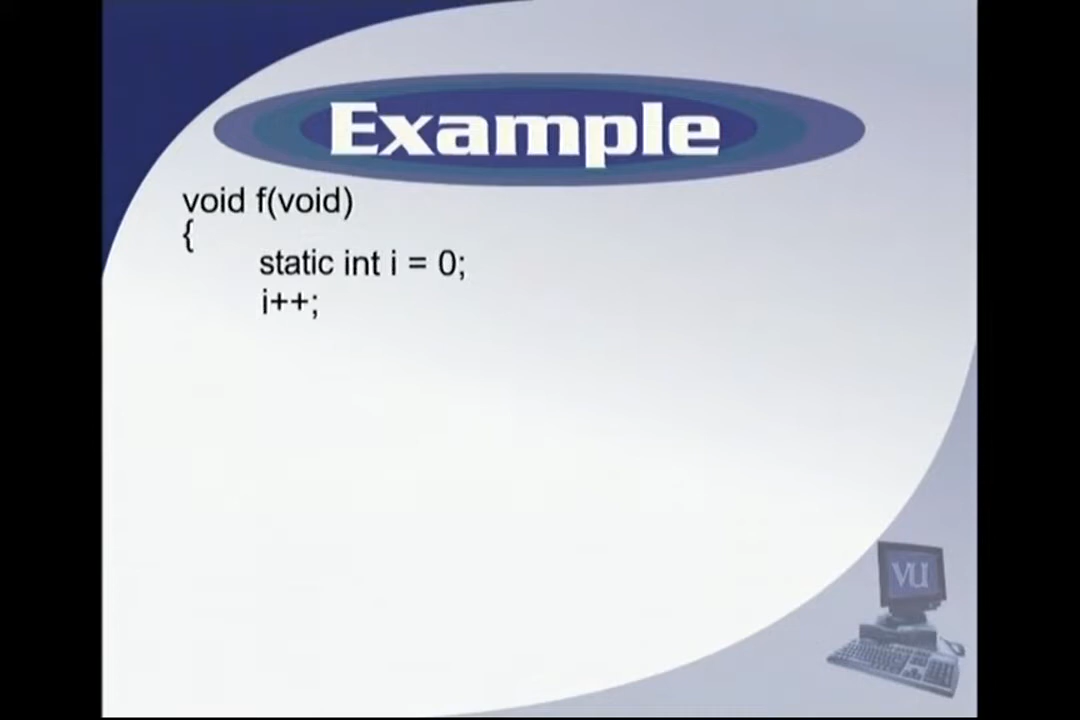 Example
void f(void)
{
static int i = 0;
i++;
VU